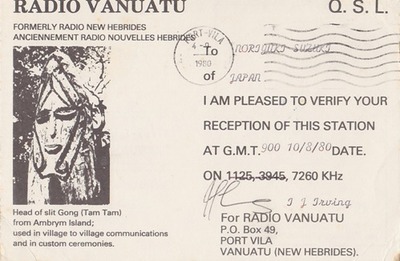 RADIO VANUATU Q. S. L.
FORMERLY RADIO NEW HEBRIDES
ANCIENNEMENT RADIO NOUVELLES HEBRIDES
PORT-VILA
1980
To NORIYUKI SUZUKI
of JAPAN
I AM PLEASED TO VERIFY YOUR
RECEPTION OF THIS STATION
AT G.M.T. 900 10/8/80 DATE.
ON 1125, 3945, 7260 KHz
I J Irving
For RADIO VANUATU
P.O. Box 49,
PORT VILA
VANUATU (NEW HEBRIDES).
Head of slit Gong (Tam Tam)
from Ambrym Island;
used in village to village communications
and in custom ceremonies.